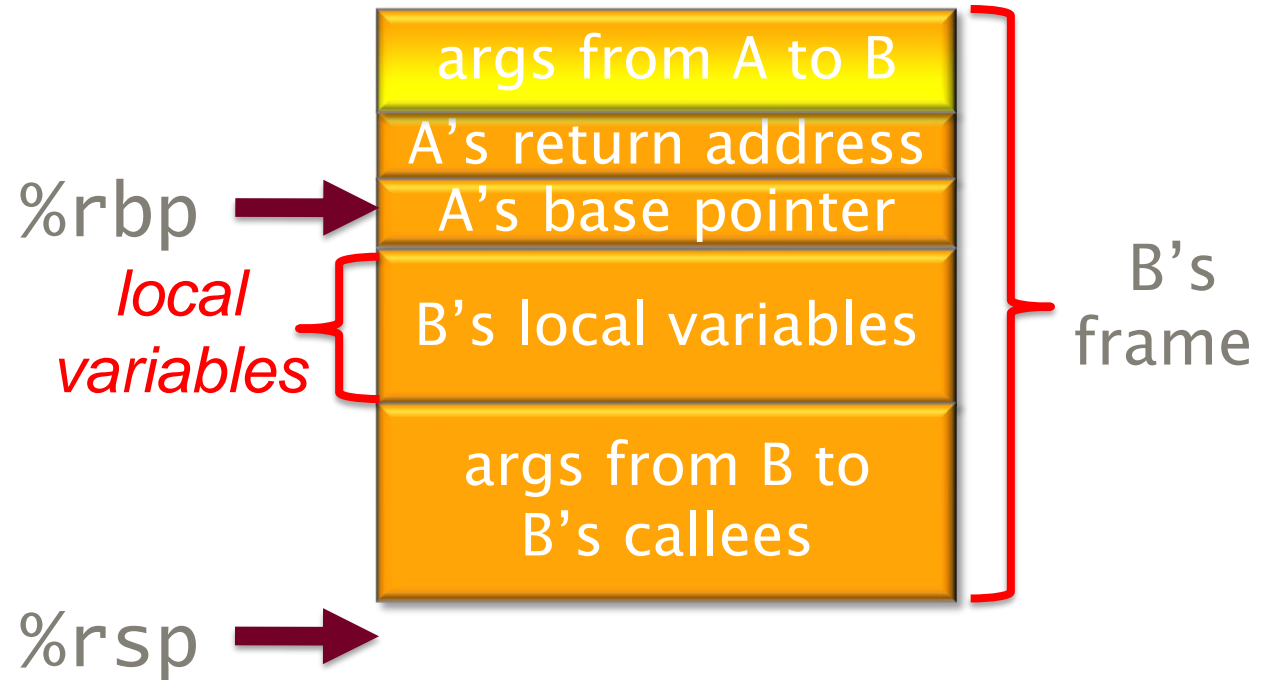 args from A to B
A’s return address
%rbp
A’s base pointer
local
variables
B’s local variables
B’s
frame
args from B to
B’s callees
%rsp